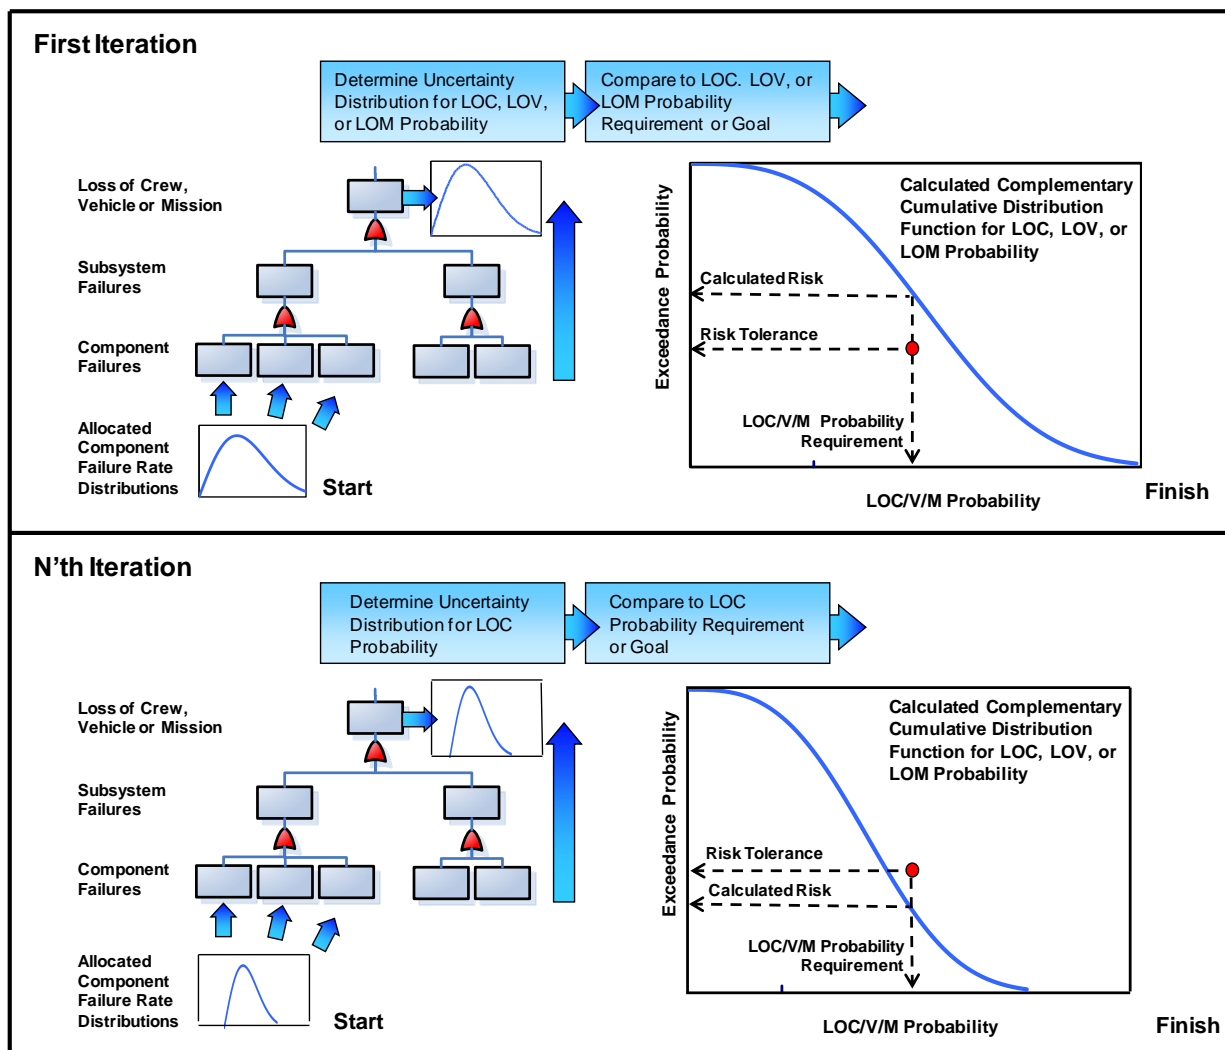 First Iteration
Determine Uncertainty
Distribution for LOC, LOV,
or LOM Probability
Compare to LOC. LOV, or
LOM Probability
Requirement or Goal
Loss of Crew,
Vehicle or Mission
Subsystem
Failures
Component
Failures
Allocated
Component
Failure Rate
Distributions
Start
Exceedance Probability
Calculated Complementary
Cumulative Distribution
Function for LOC, LOV, or
LOM Probability
Calculated Risk
Risk Tolerance
LOC/V/M Probability
Requirement
LOC/V/M Probability
Finish
N'th Iteration
Determine Uncertainty
Distribution for LOC
Probability
Compare to LOC
Probability Requirement
or Goal
Loss of Crew,
Vehicle or Mission
Subsystem
Failures
Component
Failures
Allocated
Component
Failure Rate
Distributions
Start
Exceedance Probability
Calculated Complementary
Cumulative Distribution
Function for LOC, LOV, or
LOM Probability
Risk Tolerance
Calculated Risk
LOC/V/M Probability
Requirement
LOC/V/M Probability
Finish